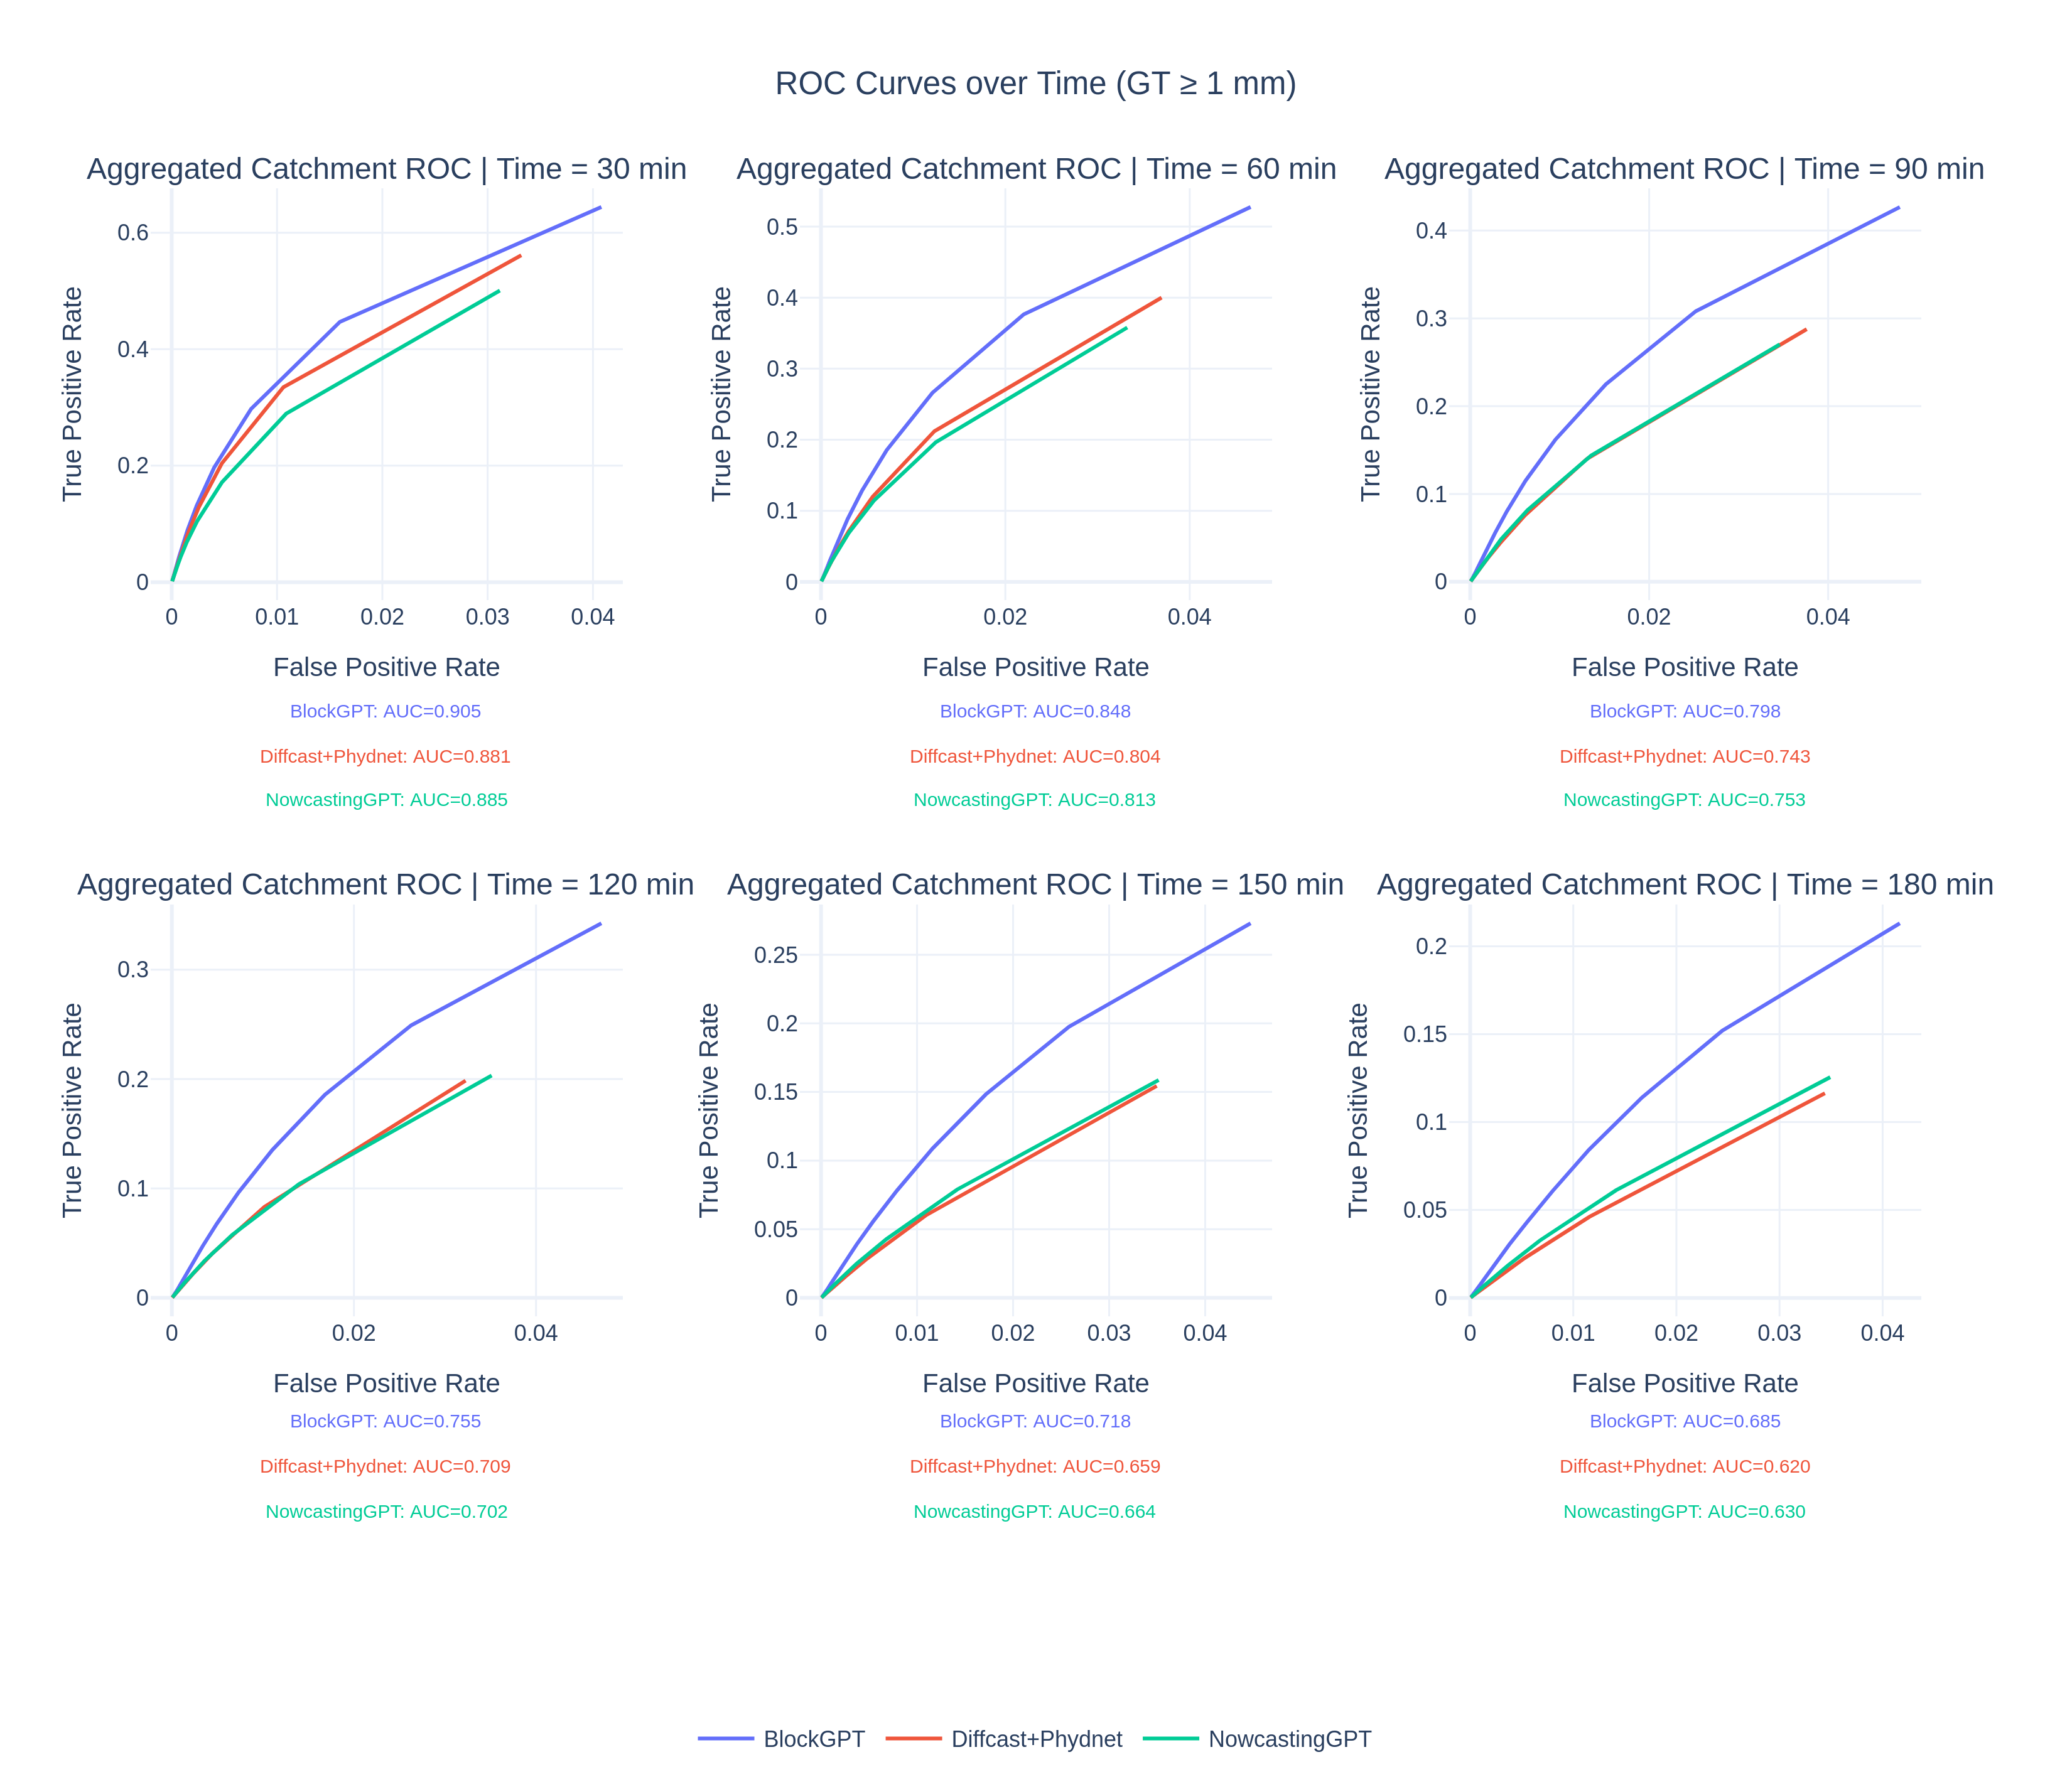 ROC Curves over Time (GT ≥ 1 mm)
Aggregated Catchment ROC | Time = 30 min
True Positive Rate
0.6
0.4
0.2
0
0 0.01 0.02 0.03 0.04
False Positive Rate
BlockGPT: AUC=0.905
Diffcast+Phydnet: AUC=0.881
NowcastingGPT: AUC=0.885
Aggregated Catchment ROC | Time = 60 min
True Positive Rate
0.5
0.4
0.3
0.2
0.1
0
0 0.02 0.04
False Positive Rate
BlockGPT: AUC=0.848
Diffcast+Phydnet: AUC=0.804
NowcastingGPT: AUC=0.813
Aggregated Catchment ROC | Time = 90 min
True Positive Rate
0.4
0.3
0.2
0.1
0
0 0.02 0.04
False Positive Rate
BlockGPT: AUC=0.798
Diffcast+Phydnet: AUC=0.743
NowcastingGPT: AUC=0.753
Aggregated Catchment ROC | Time = 120 min
True Positive Rate
0.3
0.2
0.1
0
0 0.02 0.04
False Positive Rate
BlockGPT: AUC=0.755
Diffcast+Phydnet: AUC=0.709
NowcastingGPT: AUC=0.702
Aggregated Catchment ROC | Time = 150 min
True Positive Rate
0.25
0.2
0.15
0.1
0.05
0
0 0.01 0.02 0.03 0.04
False Positive Rate
BlockGPT: AUC=0.718
Diffcast+Phydnet: AUC=0.659
NowcastingGPT: AUC=0.664
Aggregated Catchment ROC | Time = 180 min
True Positive Rate
0.2
0.15
0.1
0.05
0
0 0.01 0.02 0.03 0.04
False Positive Rate
BlockGPT: AUC=0.685
Diffcast+Phydnet: AUC=0.620
NowcastingGPT: AUC=0.630
BlockGPT Diffcast+Phydnet NowcastingGPT